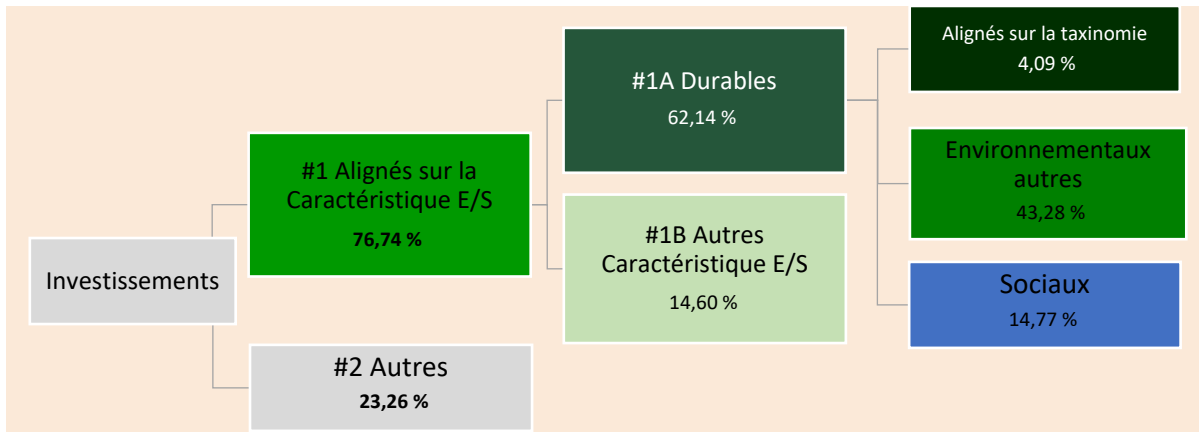 Investissements
#1 Alignés sur la
Caractéristique E/S
76,74 %
#2 Autres
23,26 %
#1A Durables
62,14 %
#1B Autres
Caractéristique E/S
14,60 %
Alignés sur la taxinomie
4,09 %
Environnementaux
autres
43,28 %
Sociaux
14,77 %